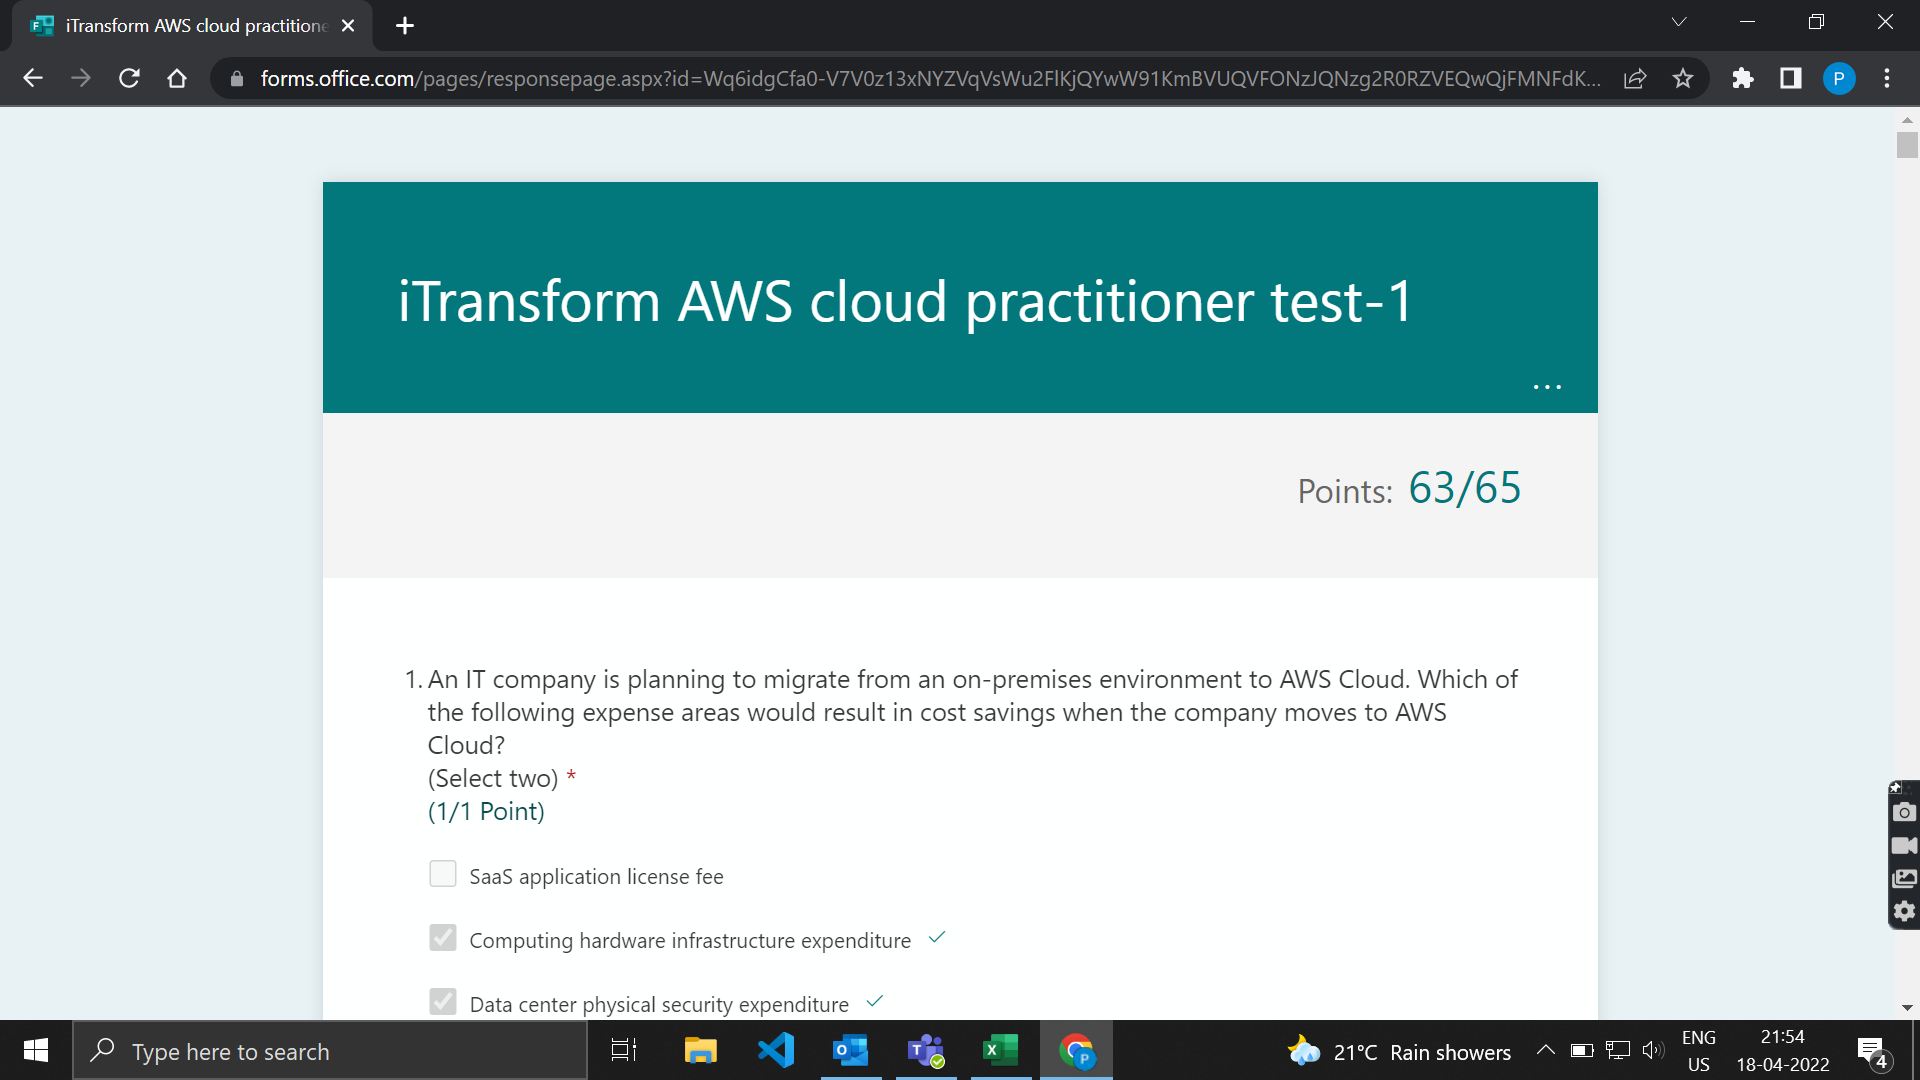 iTransform AWS cloud practitione
forms.office.com/pages/responsepage.aspx?id=Wq6idgCfa0-V7V0z13xNYZVqVsWu2FlKjQYwW91KmBVUQVFONzJQNzg2R0RZVEQwQjFMNFdK...
P
iTransform AWS cloud practitioner test-1
...
Points: 63/65
1. An IT company is planning to migrate from an on-premises environment to AWS Cloud. Which of
the following expense areas would result in cost savings when the company moves to AWS
Cloud?
(Select two) *
(1/1 Point)
SaaS application license fee
Computing hardware infrastructure expenditure
Data center physical security expenditure
Type here to search
21°C Rain showers
ENG
US
21:54
18-04-2022
4